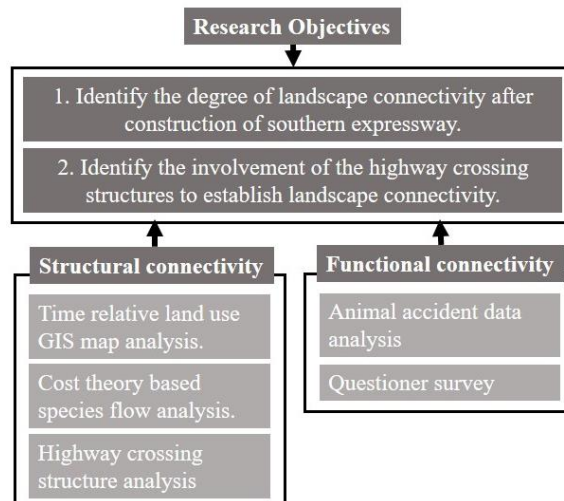 Research Objectives
1. Identify the degree of landscape connectivity after
construction of southern expressway.
2. Identify the involvement of the highway crossing
structures to establish landscape connectivity.
Structural connectivity
Time relative land use
GIS map analysis.
Cost theory based
species flow analysis.
Highway crossing
structure analysis
Functional connectivity
Animal accident data
analysis
Questioner survey